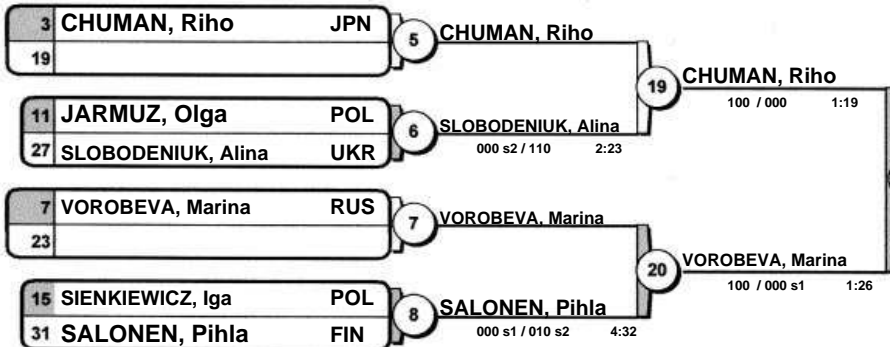 3 CHUMAN, Riho JPN
19
5 CHUMAN, Riho
11 JARMUZ, Olga POL
27 SLOBODENIUK, Alina UKR
6 SLOBODENIUK, Alina
000 s2 / 110 2:23
19 CHUMAN, Riho
100 / 000 1:19
7 VOROBEVA, Marina RUS
23
7 VOROBEVA, Marina
15 SIENKIEWICZ, Iga POL
31 SALONEN, Pihla FIN
8 SALONEN, Pihla
000 s1 / 010 s2 4:32
20 VOROBEVA, Marina
100 / 000 s1 1:26